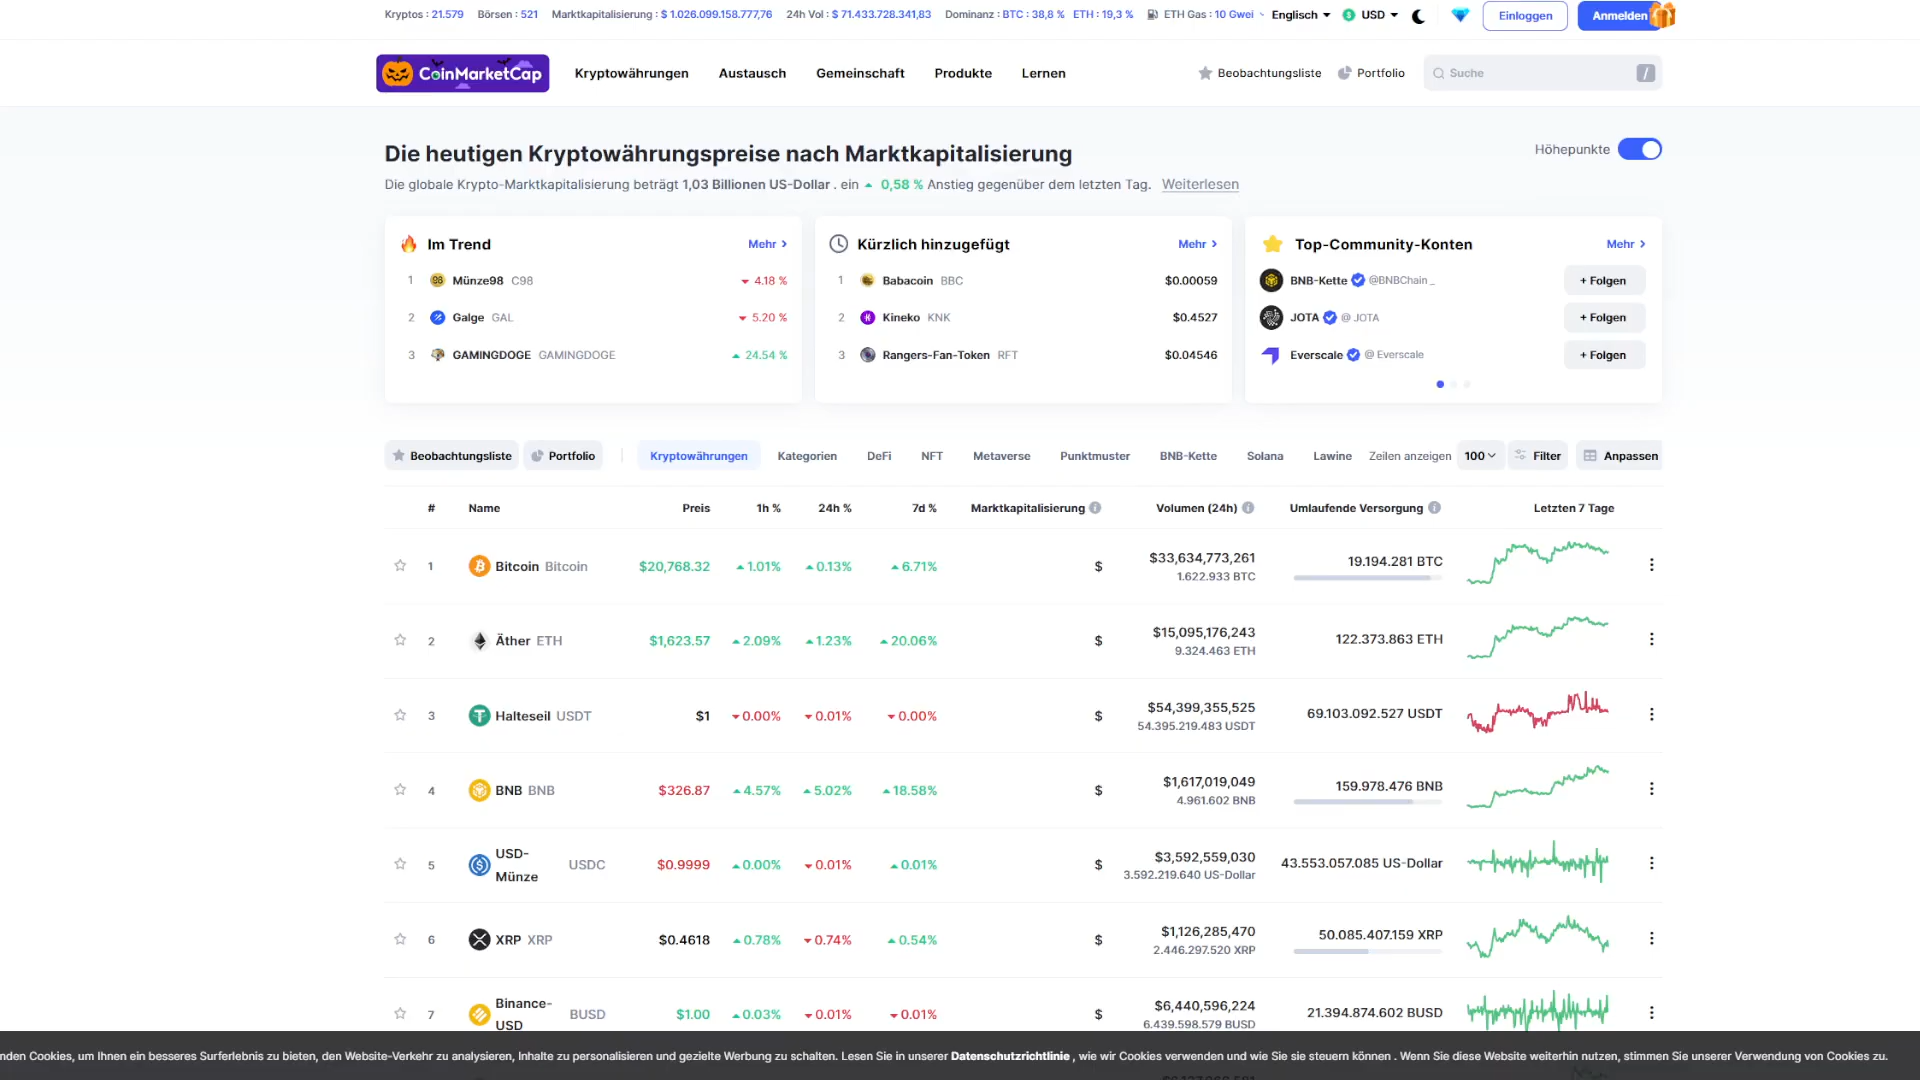 Kryptos : 21.579 Börsen : 521 Marktkapitalisierung : $ 1.026.099.158.777,76 24h Vol : $ 71.433.728.341,83 Dominanz : BTC : 38,8 % ETH : 19,3 % ETH Gas : 10 Gwei Englisch USD Einloggen Anmelden
CoinMarketCap Kryptowährungen Austausch Gemeinschaft Produkte Lernen Beobachtungsliste Portfolio Suche /
Die heutigen Kryptowährungspreise nach Marktkapitalisierung Höhepunkte
Die globale Krypto-Marktkapitalisierung beträgt 1,03 Billionen US-Dollar . ein 0,58 % Anstieg gegenüber dem letzten Tag. Weiterlesen
Im Trend Mehr
1 Münze98 C98 4.18 %
2 Galge GAL 5.20 %
3 GAMINGDOGE GAMINGDOGE 24.54 %
Kürzlich hinzugefügt Mehr
1 Babacoin BBC $0.00059
2 Kineko KNK $0.4527
3 Rangers-Fan-Token RFT $0.04546
Top-Community-Konten Mehr
BNB-Kette @BNBChain _ + Folgen
JOTA @ JOTA + Folgen
Everscale @ Everscale + Folgen
Beobachtungsliste Portfolio Kryptowährungen Kategorien DeFi NFT Metaverse Punktmuster BNB-Kette Solana Lawine Zeilen anzeigen 100 Filter Anpassen
# Name Preis 1h % 24h % 7d % Marktkapitalisierung Volumen (24h) Umlaufende Versorgung Letzten 7 Tage
1 Bitcoin Bitcoin $20,768.32 1.01% 0.13% 6.71% $ $33,634,773,261 19.194.281 BTC
1.622.933 BTC
2 Äther ETH $1,623.57 2.09% 1.23% 20.06% $ $15,095,176,243 122.373.863 ETH
9.324.463 ETH
3 Halteseil USDT $1 0.00% 0.01% 0.00% $ $54,399,355,525 69.103.092.527 USDT
54.395.219.483 USDT
4 BNB BNB $326.87 4.57% 5.02% 18.58% $ $1,617,019,049 159.978.476 BNB
4.961.602 BNB
5 USD-Münze USDC $0.9999 0.00% 0.01% 0.01% $ $3,592,559,030 43.553.057.085 US-Dollar
3.592.219.640 US-Dollar
6 XRP XRP $0.4618 0.78% 0.74% 0.54% $ $1,126,285,470 50.085.407.159 XRP
2.446.297.520 XRP
7 Binance-USD BUSD $1.00 0.03% 0.01% 0.01% $ $6,440,596,224 21.394.874.602 BUSD
6.439.598.579 BUSD
nden Cookies, um Ihnen ein besseres Surferlebnis zu bieten, den Website-Verkehr zu analysieren, Inhalte zu personalisieren und gezielte Werbung zu schalten. Lesen Sie in unserer Datenschutzrichtlinie , wie wir Cookies verwenden und wie Sie sie steuern können . Wenn Sie diese Website weiterhin nutzen, stimmen Sie unserer Verwendung von Cookies zu.